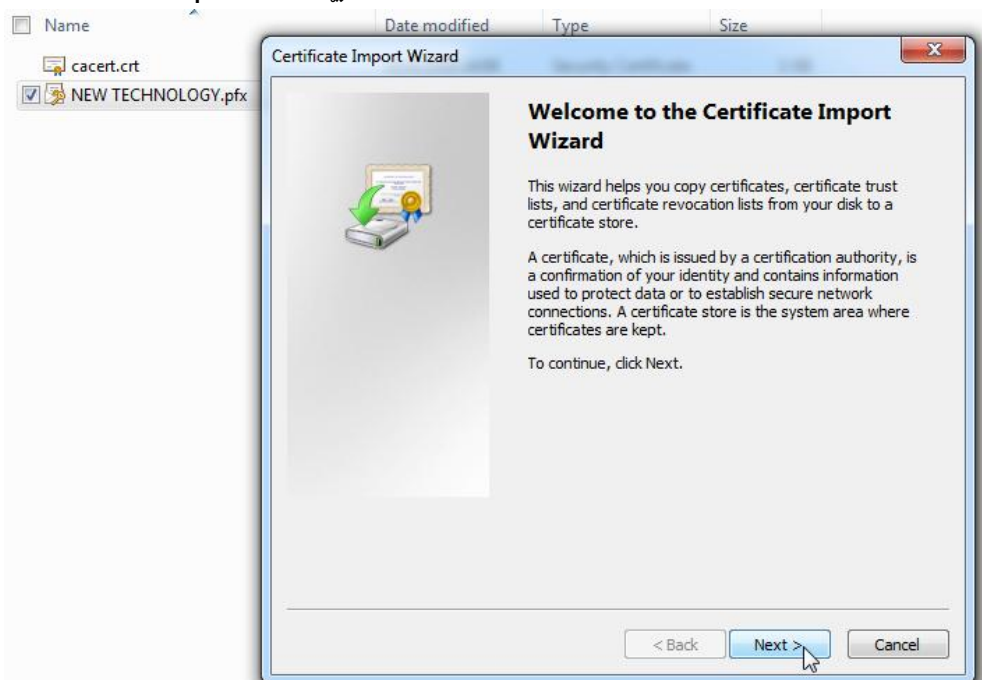 Name Date modified Type Size
cacert.crt
NEW TECHNOLOGY.pfx
Certificate Import Wizard
Welcome to the Certificate Import
Wizard
This wizard helps you copy certificates, certificate trust
lists, and certificate revocation lists from your disk to a
certificate store.
A certificate, which is issued by a certification authority, is
a confirmation of your identity and contains information
used to protect data or to establish secure network
connections. A certificate store is the system area where
certificates are kept.
To continue, click Next.
< Back Next > Cancel